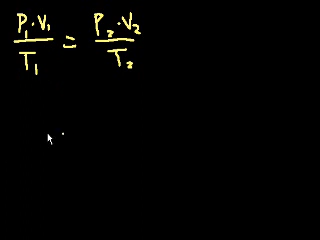 P₁·V₁ / T₁ = P₂·V₂ / T₂